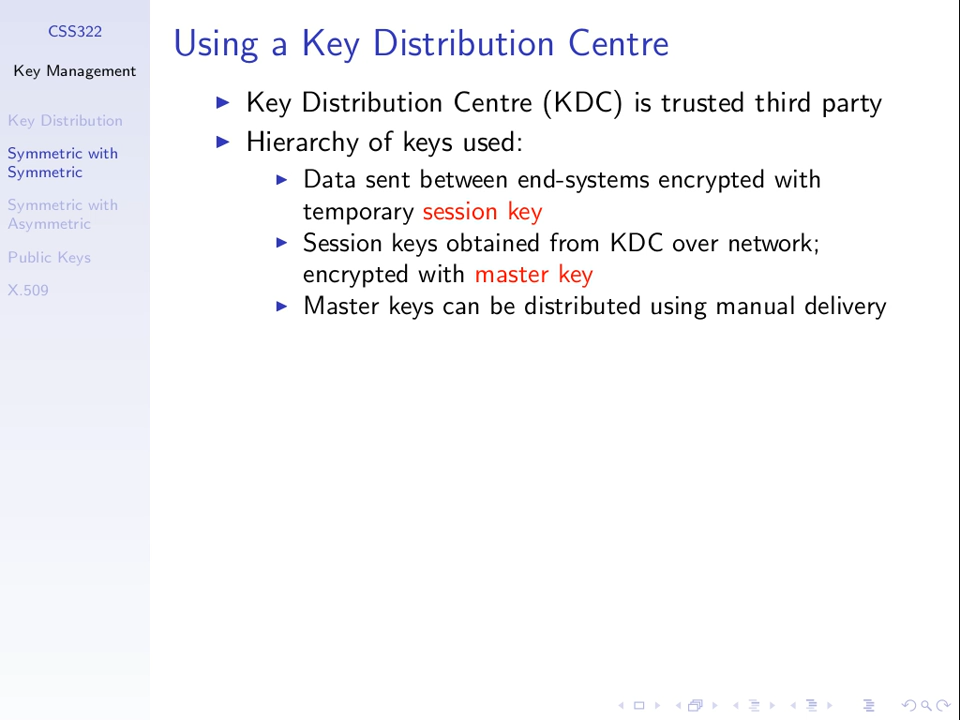 CSS322
Key Management
Key Distribution
Symmetric with
Symmetric
Symmetric with
Asymmetric
Public Keys
X.509
Using a Key Distribution Centre
Key Distribution Centre (KDC) is trusted third party
Hierarchy of keys used:
Data sent between end-systems encrypted with
temporary session key
Session keys obtained from KDC over network;
encrypted with master key
Master keys can be distributed using manual delivery